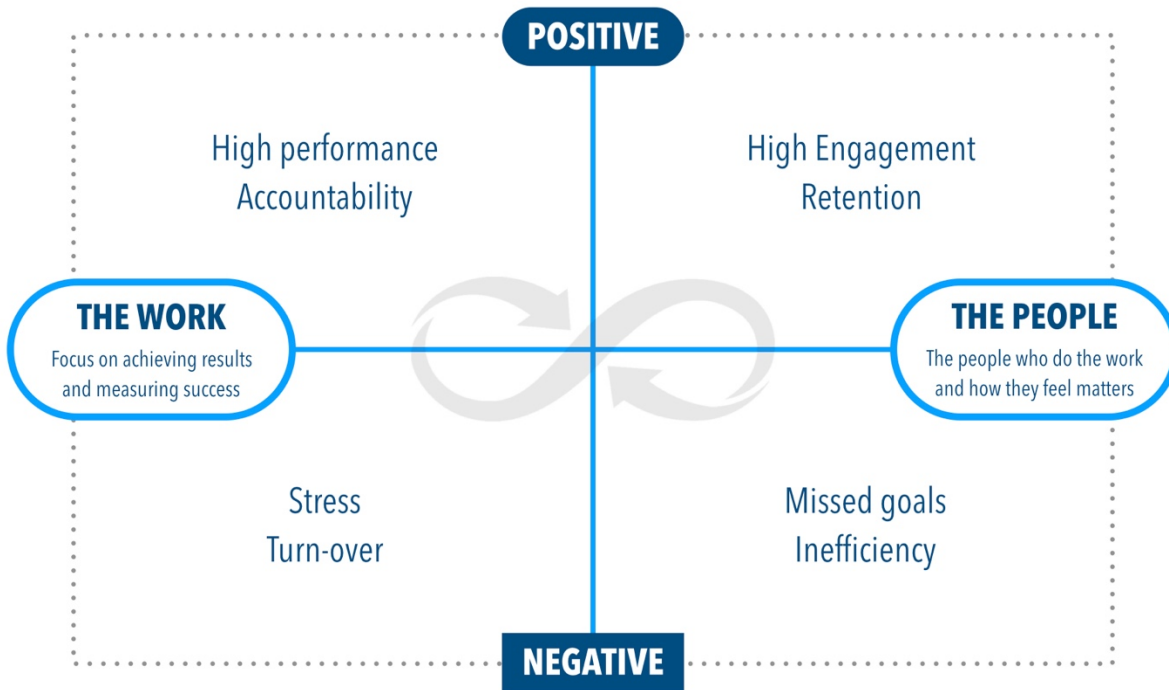 POSITIVE
High performance
Accountability
High Engagement
Retention
THE WORK
Focus on achieving results
and measuring success
THE PEOPLE
The people who do the work
and how they feel matters
Stress
Turn-over
Missed goals
Inefficiency
NEGATIVE